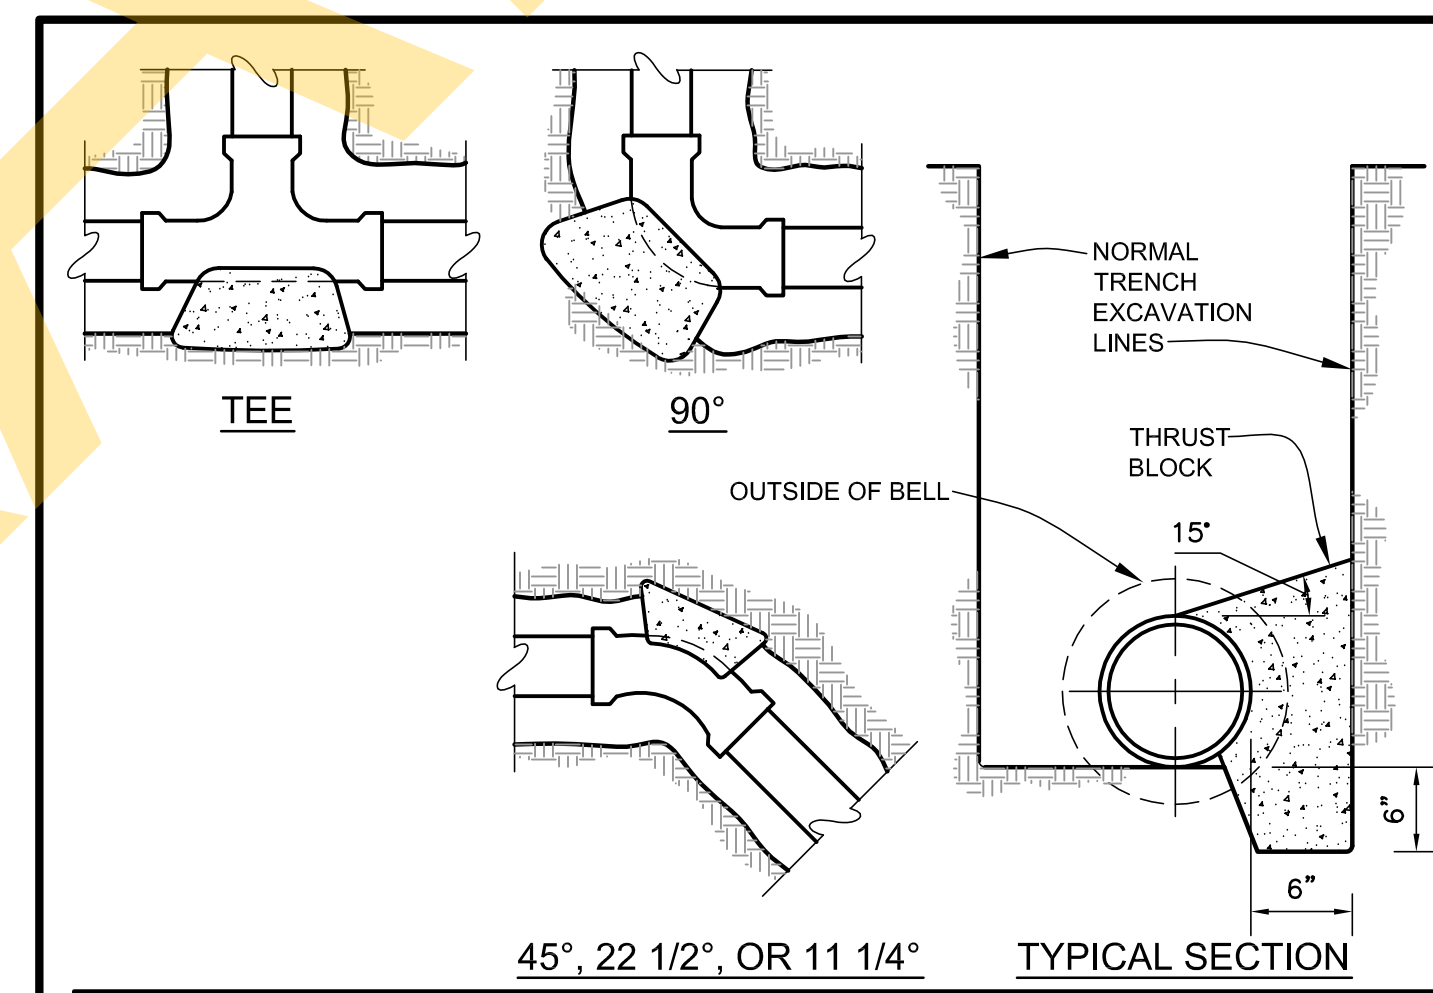 TEE
90°
NORMAL
TRENCH
EXCAVATION
LINES
THRUST
BLOCK
OUTSIDE OF BELL
15°
6”
6”
45°, 22 1/2°, OR 11 1/4°
TYPICAL SECTION